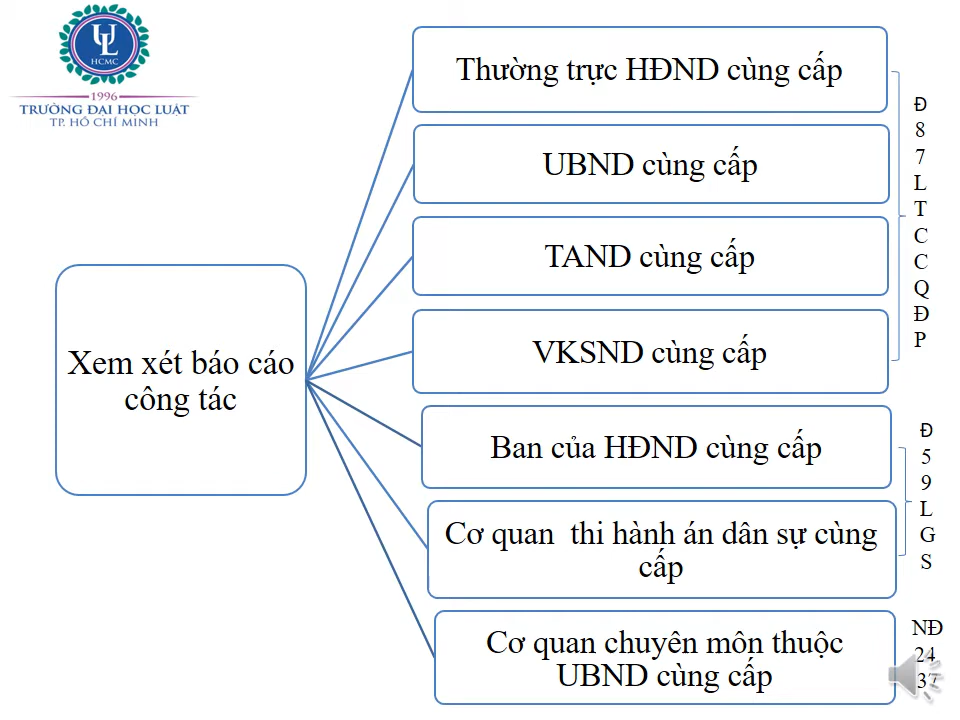 UL
HCMC
1996
TRƯỜNG ĐẠI HỌC LUẬT
TP. HỒ CHÍ MINH
Xem xét báo cáo
công tác
Thường trực HĐND cùng cấp
UBND cùng cấp
TAND cùng cấp
VKSND cùng cấp
Ban của HĐND cùng cấp
Cơ quan thi hành án dân sự cùng
cấp
Cơ quan chuyên môn thuộc
UBND cùng cấp
Đ
8
7
L
T
C
C
Q
Đ
P
Đ
5
9
L
G
S
NĐ
24
37